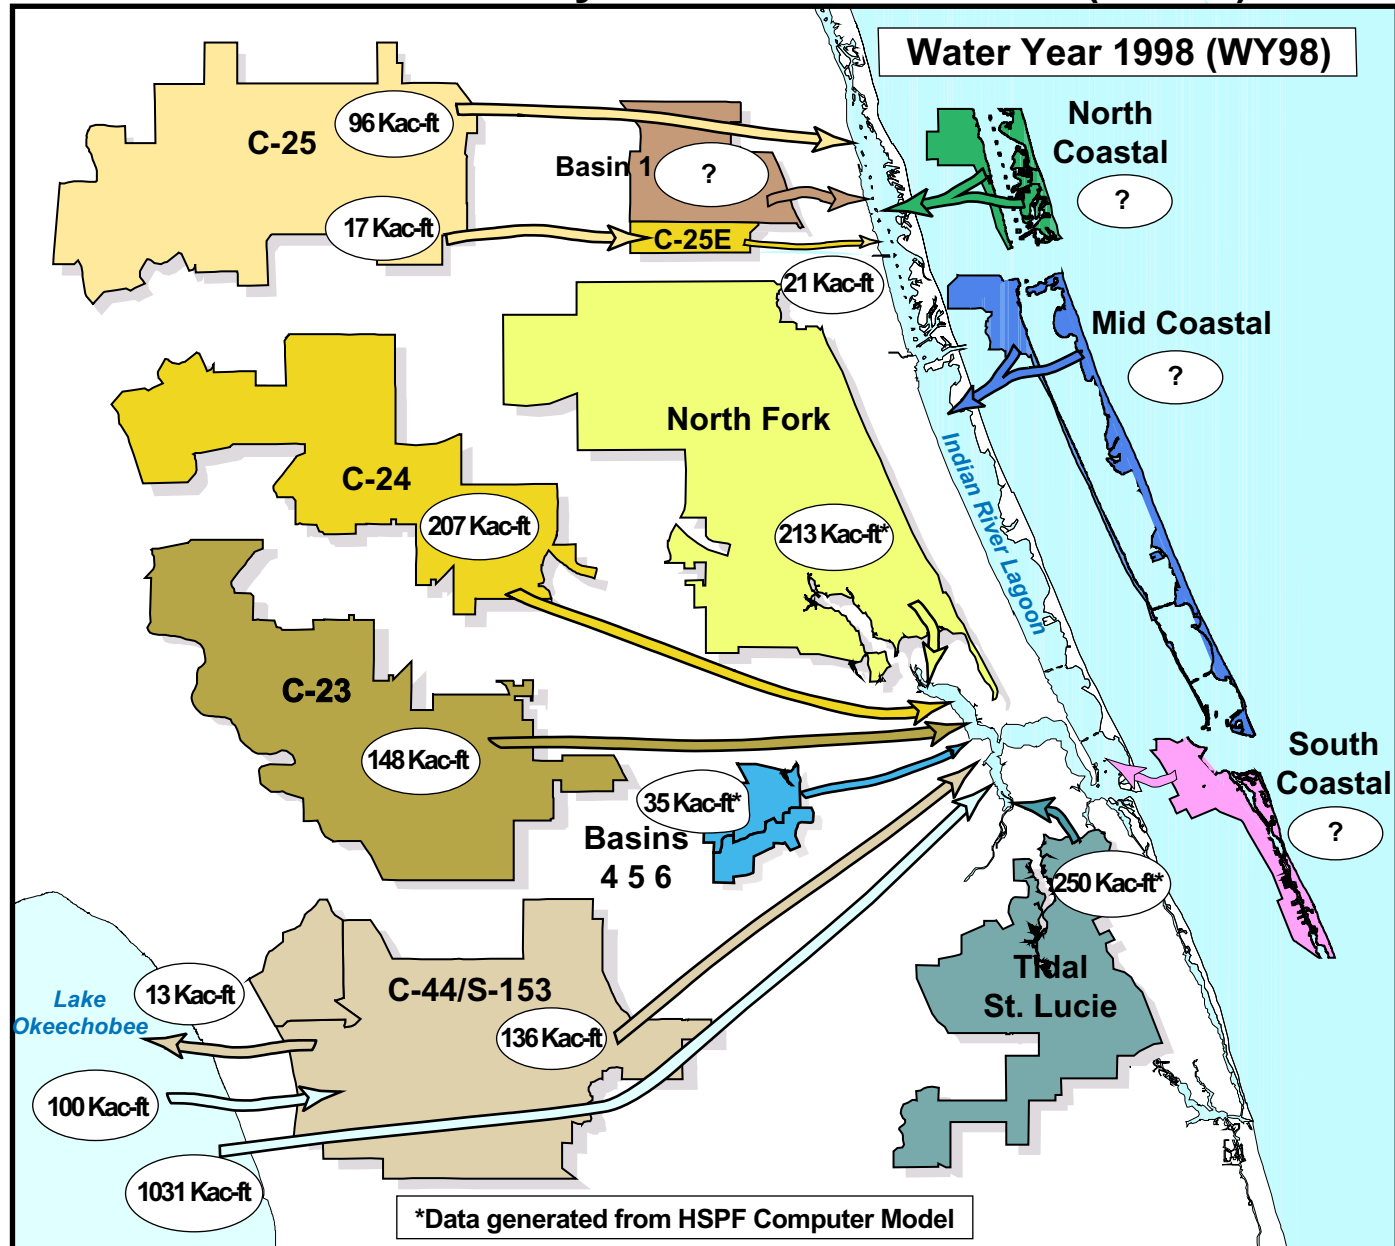 Water Year 1998 (WY98)
North
Coastal
?
96 Kac-ft
C-25
Basin 1
?
17 Kac-ft
C-25E
21 Kac-ft
Mid Coastal
?
North Fork
Indian River Lagoon
C-24
207 Kac-ft
213 Kac-ft*
C-23
148 Kac-ft
35 Kac-ft*
Basins
4 5 6
South
Coastal
?
250 Kac-ft*
Tidal
St. Lucie
13 Kac-ft
C-44/S-153
Lake
Okeechobee
136 Kac-ft
100 Kac-ft
1031 Kac-ft
*Data generated from HSPF Computer Model